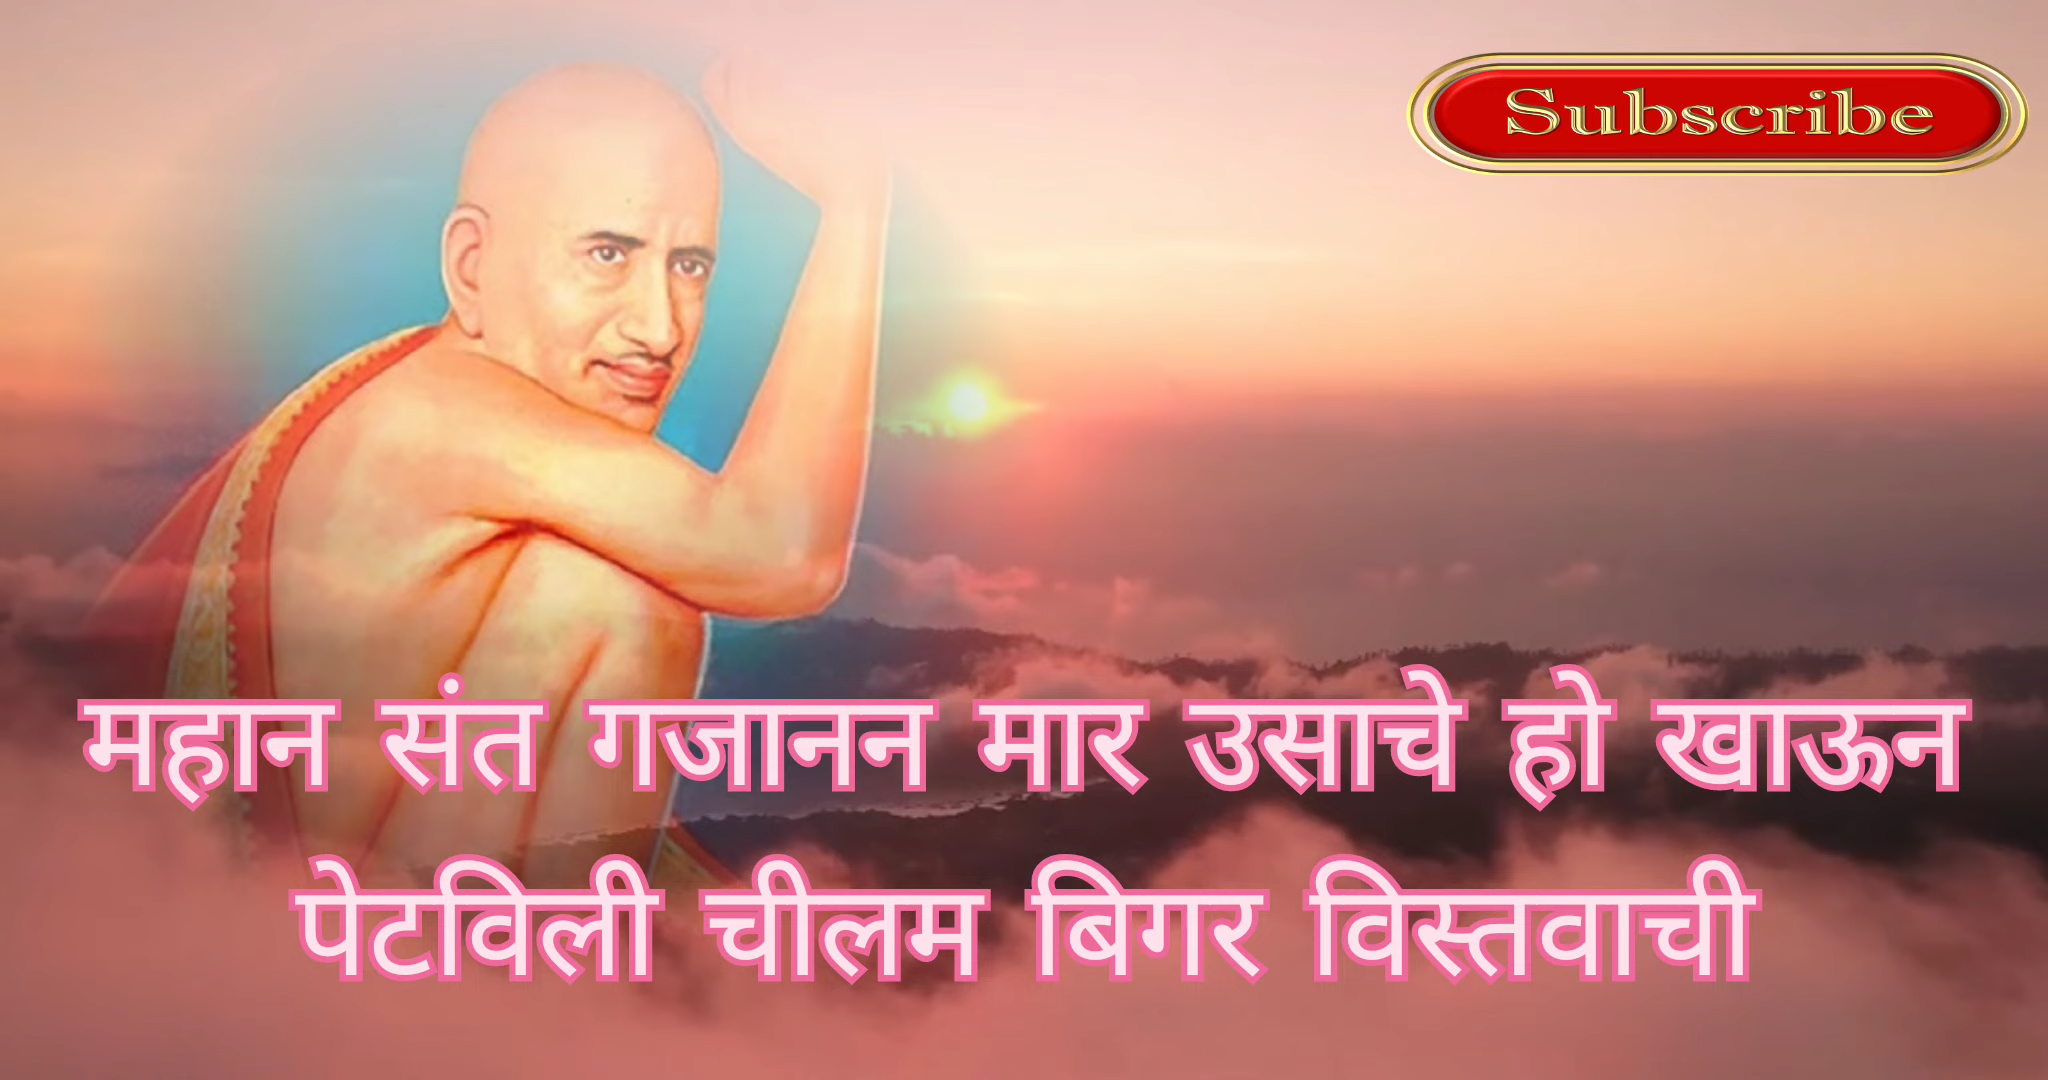 Subscribe
महान संत गजानन मार उसाचे हो खाऊन
पेटविली चीलम बिगर विस्तवाची